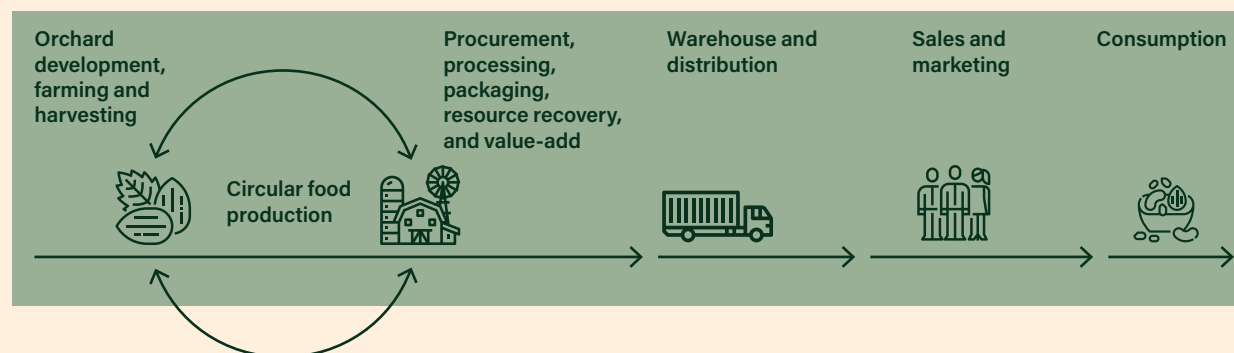 Orchard
development,
farming and
harvesting
Circular food
production
Procurement,
processing,
packaging,
resource recovery,
and value-add
Warehouse and
distribution
Sales and
marketing
Consumption